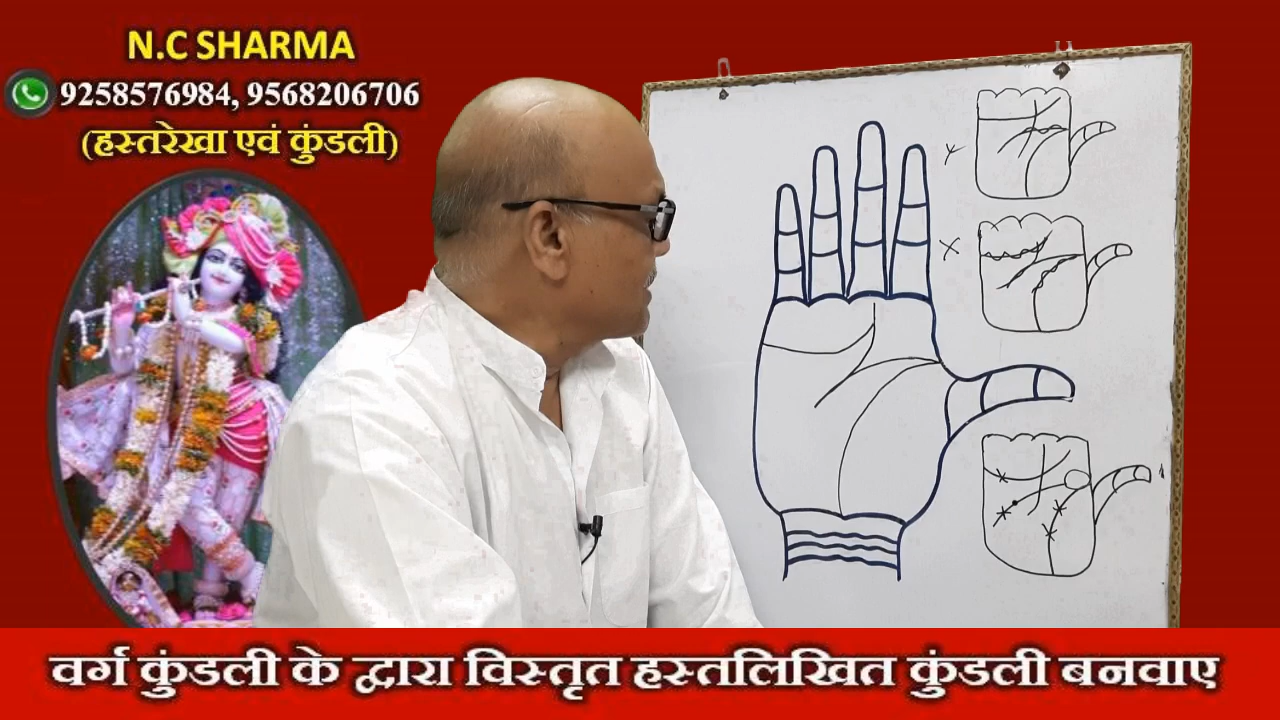 N.C SHARMA
9258576984, 9568206706
(हस्तरेखा एवं कुंडली)
वर्ग कुंडली के द्वारा विस्तृत हस्तलिखित कुंडली बनवाए